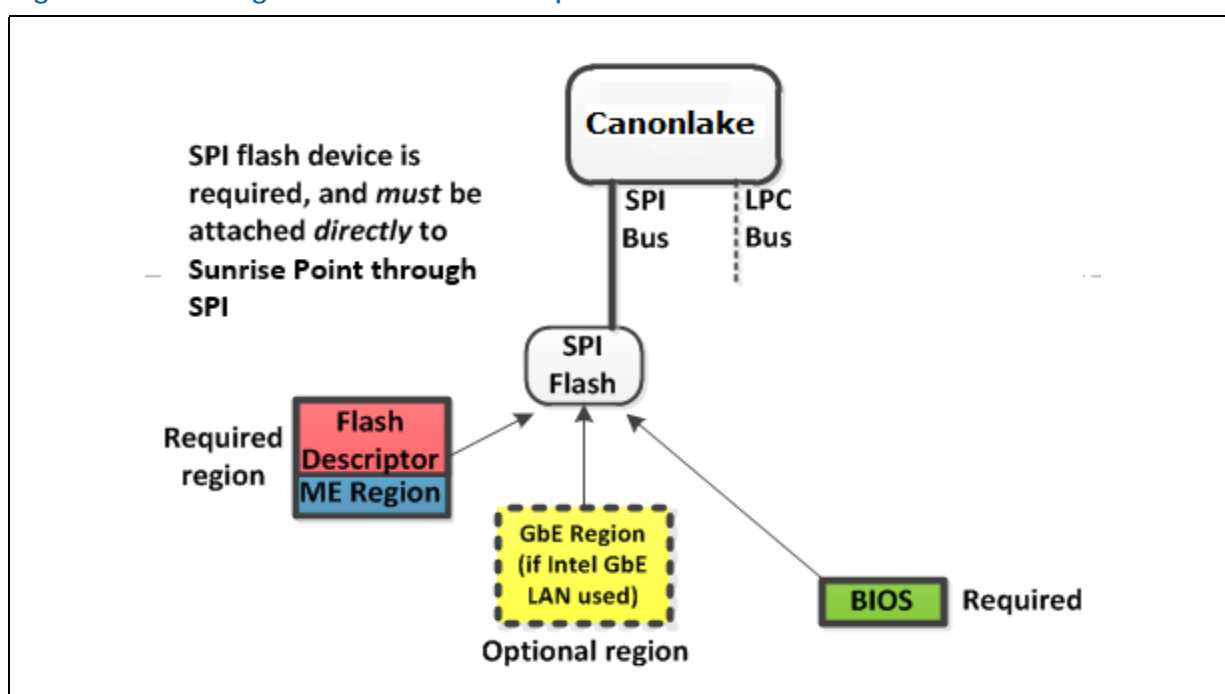 Canonlake
SPI flash device is
required, and must be
attached directly to
Sunrise Point through
SPI
SPI
Bus
LPC
Bus
SPI
Flash
Required
region
Flash
Descriptor
ME Region
GbE Region
(if Intel GbE
LAN used)
Optional region
BIOS
Required